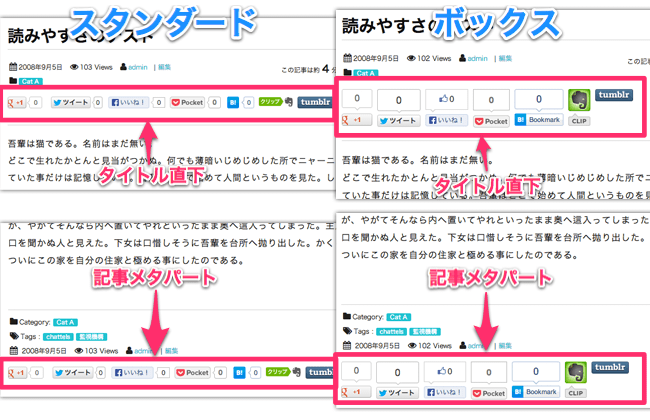 スタンダード
読みやすさのテスト
2008年9月5日 102 Views admin | 編集
この記事は約 4
Cat A
g +1 0 ツイート 0 いいね! 0 Pocket 0 B! 0 クリップ tumblr
吾輩は猫である。名前はまだ無い。
どこで生れたかとんと見当がつかぬ。何でも薄暗いじめじめした所でニャーニ
ていた事だけは記憶し
めて人間というものを見た。し
タイトル直下
が、やがてそんなら内へ置いてやれといったまま奥へ這入ってしまった。主
口を聞かぬ人と見えた。下女は口惜しそうに吾輩を台所へ抛り出した。かく
ついにこの家を自分の住家と極める事にしたのである。
記事メタパート
Category: Cat A
Tags : chattels 監視機構
2008年9月5日 103 Views admin | 編集
g +1 0 ツイート 0 いいね! 0 Pocket 0 B! 0 クリップ tumblr
ボックス
読みやすさの
スト
2008年9月5日 102 Views admin | 編集
この記事は約
Cat A
0 0 0 0 0 tumblr
g +1 ツイート いいね! Pocket B! Bookmark CLIP
吾輩は猫である。名前はまだ無い。
どこで生れたかとんと見当がつかぬ。何でも薄暗いじめじめした所でニ
ていた事だけは記憶している。
めて人間というものを見
タイトル直下
が、やがてそんなら内へ置いてやれといったまま奥へ這入ってしまった
口を聞かぬ人と見えた。下女は口惜しそうに吾輩を台所へ抛り出した。
ついにこの家を自分の住家と極める事にしたのである。
記事メタパート
Category: Cat A
Tags : chattels 監視機構
2008年9月5日 102 Views admin | 編集
0 0 0 0 0 tumblr
g +1 ツイート いいね! Pocket B! Bookmark CLIP